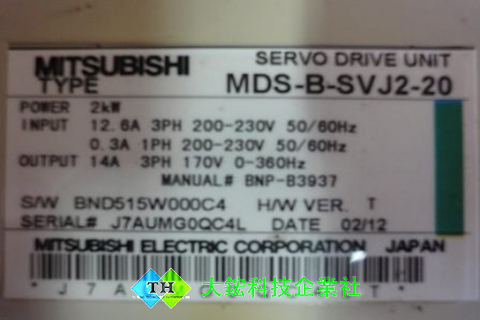 SERVO DRIVE UNIT
MITSUBISHI
TYPE MDS-B-SVJ2-20
POWER 2kW
INPUT 12.6A 3PH 200-230V 50/60Hz
0.3A 1PH 200-230V 50/60Hz
OUTPUT 14A 3PH 170V 0-360Hz
MANUAL# BNP-B3937
S/W BND515W000C4 H/W VER. T
SERIAL# J7AUMG0QC4L DATE 02/12
MITSUBISHI ELECTRIC CORPORATION JAPAN
TH 大鈜科技企業社
* J 7 A T *